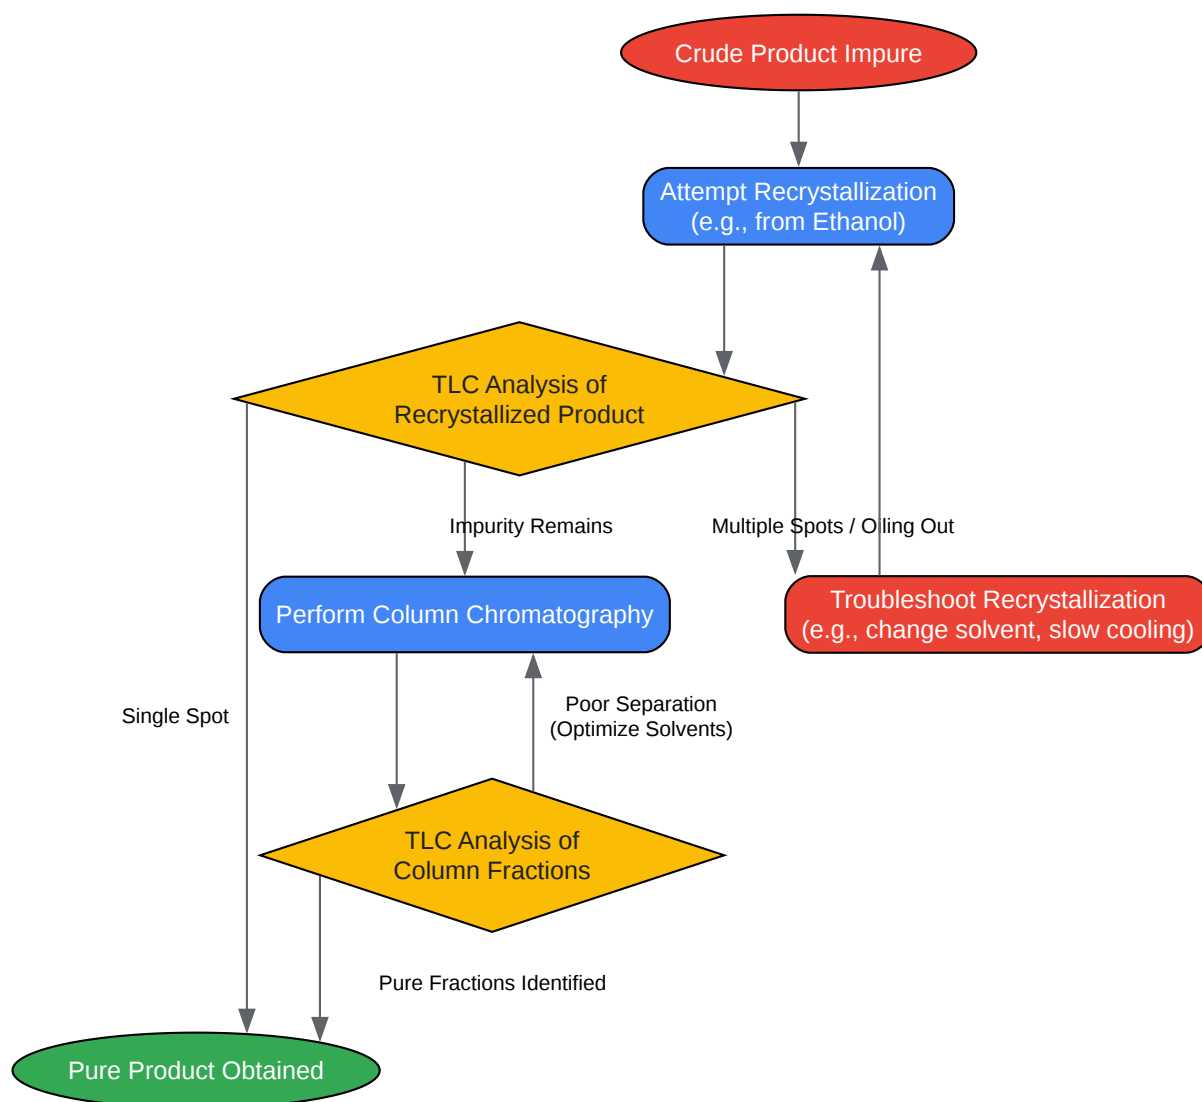 Crude Product Impure
Attempt Recrystallization
(e.g., from Ethanol)
TLC Analysis of
Recrystallized Product
Impurity Remains
Multiple Spots / Oiling Out
Perform Column Chromatography
Troubleshoot Recrystallization
(e.g., change solvent, slow cooling)
Single Spot
Poor Separation
(Optimize Solvents)
TLC Analysis of
Column Fractions
Pure Fractions Identified
Pure Product Obtained